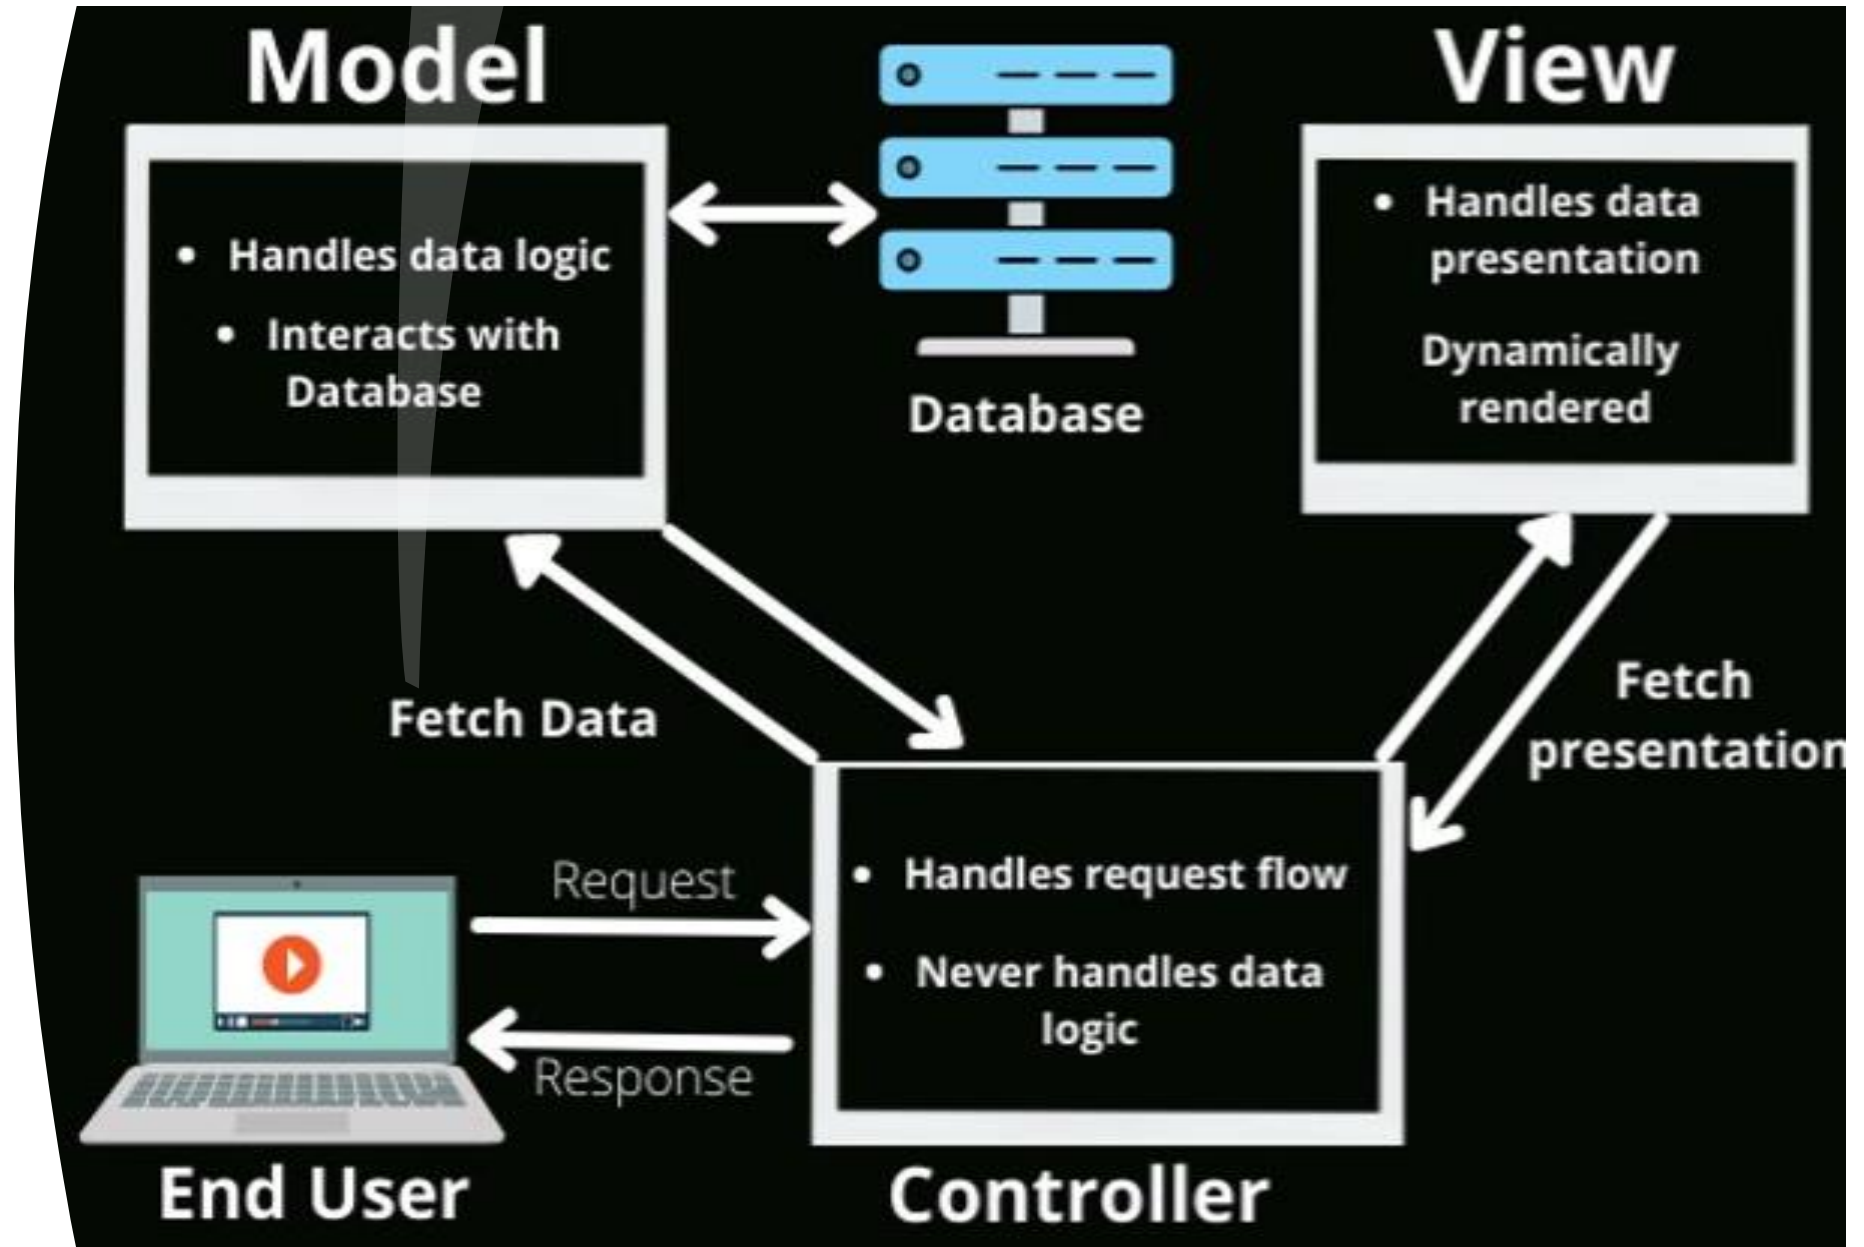 Model
• Handles data logic
• Interacts with
Database
Database
View
• Handles data
presentation
Dynamically
rendered
Fetch Data
Fetch
presentation
Request
Response
• Handles request flow
• Never handles data
logic
End User
Controller